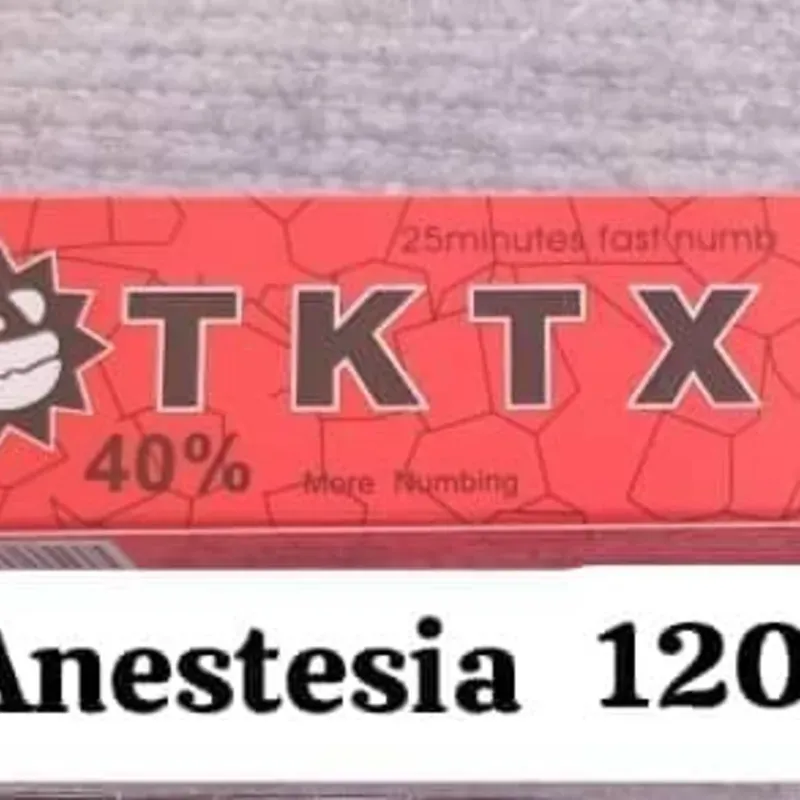 25minutes fast numb
TKTX
40% More Numbing
Anestesia 120